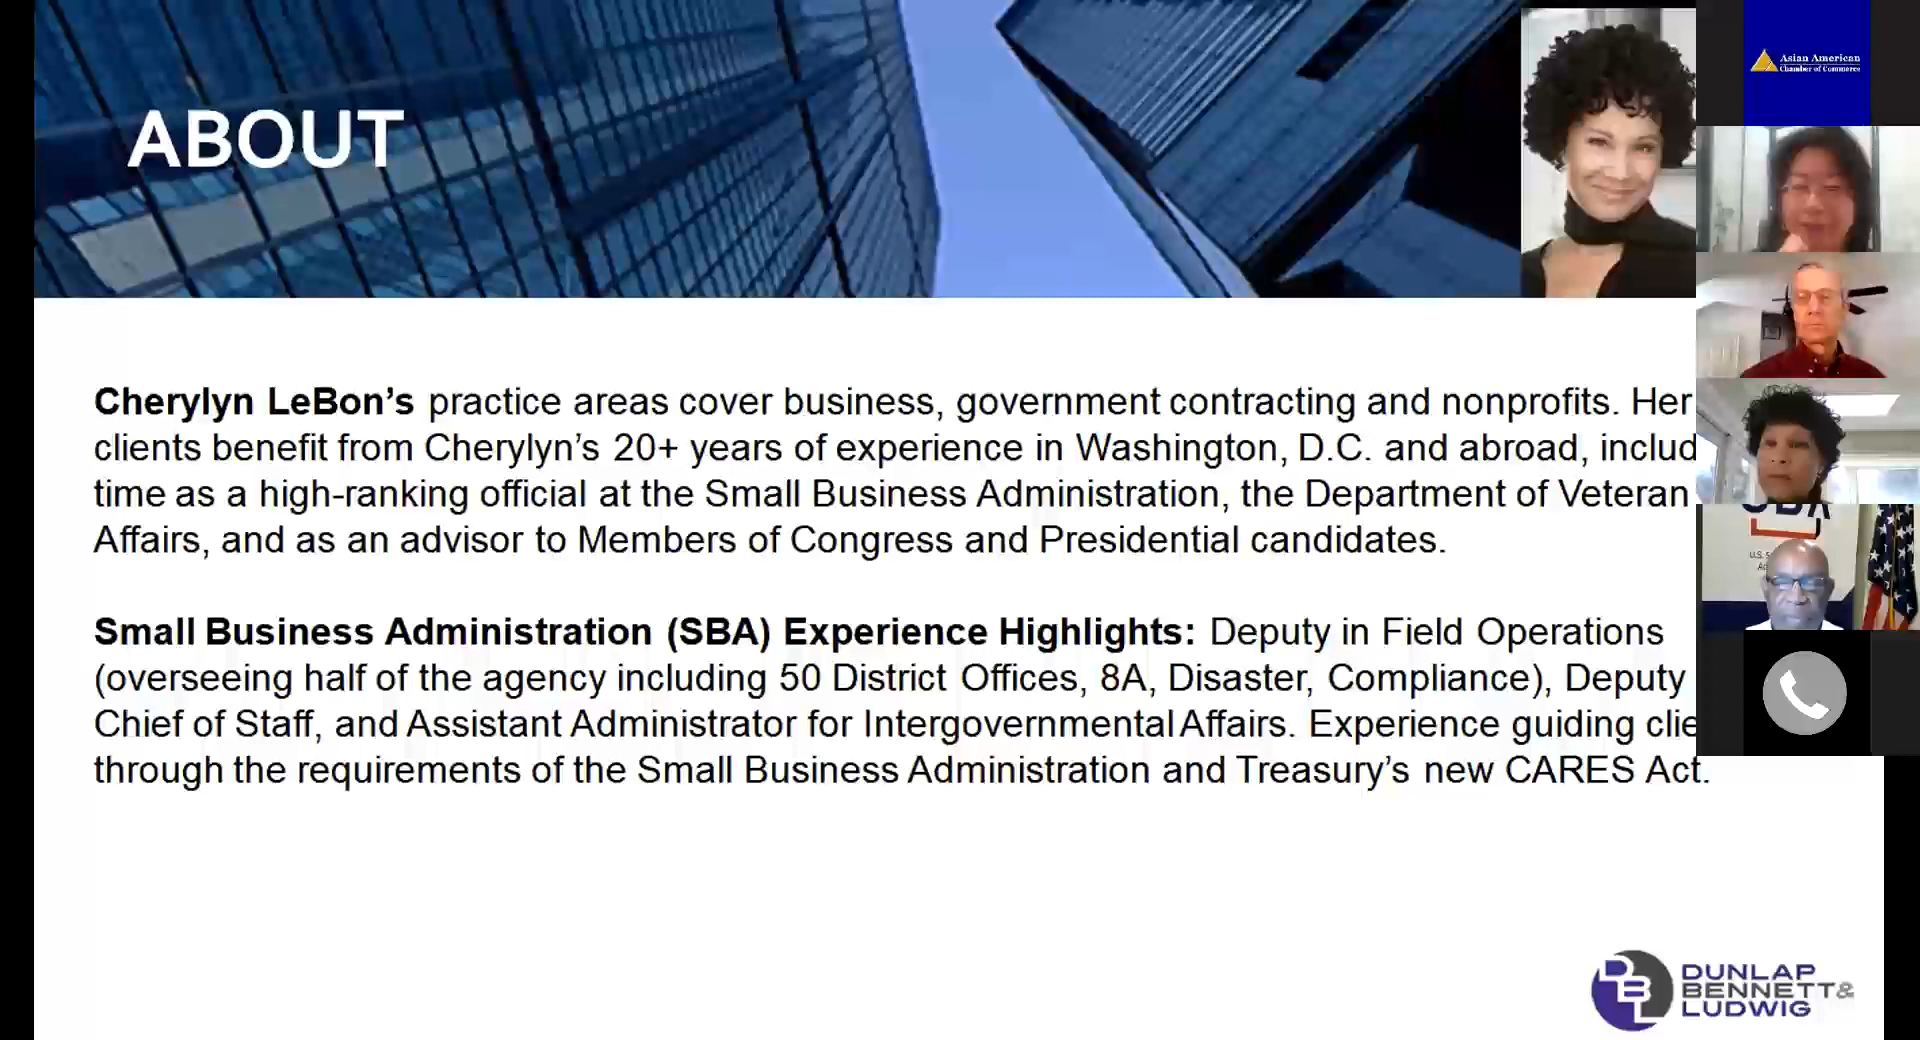 ABOUT
Asian American
Chamber of Commerce
Cherylyn LeBon’s practice areas cover business, government contracting and nonprofits. Her
clients benefit from Cherylyn’s 20+ years of experience in Washington, D.C. and abroad, includ
time as a high-ranking official at the Small Business Administration, the Department of Veteran
Affairs, and as an advisor to Members of Congress and Presidential candidates.
SBA
U.S.
Small Business Administration (SBA) Experience Highlights: Deputy in Field Operations
(overseeing half of the agency including 50 District Offices, 8A, Disaster, Compliance), Deputy
Chief of Staff, and Assistant Administrator for Intergovernmental Affairs. Experience guiding clie
through the requirements of the Small Business Administration and Treasury’s new CARES Act.
DBL
DUNLAP
BENNETT&
LUDWIG